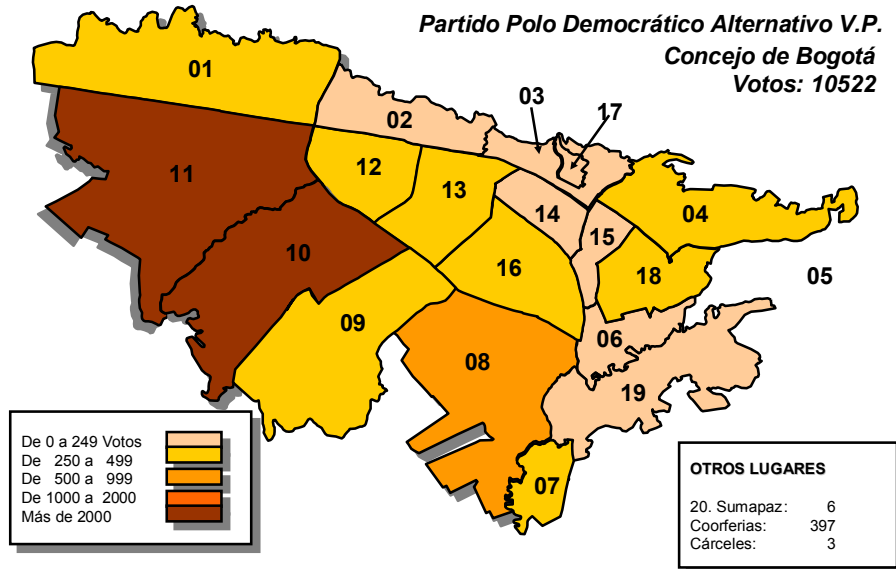 Partido Polo Democrático Alternativo V.P.
Concejo de Bogotá
Votos: 10522
01
02
03
17
11
12
13
14
15
04
10
16
18
05
09
08
06
19
07
De 0 a 249 Votos
De 250 a 499
De 500 a 999
De 1000 a 2000
Más de 2000
OTROS LUGARES
20. Sumapaz: 6
Coorferias: 397
Cárceles: 3